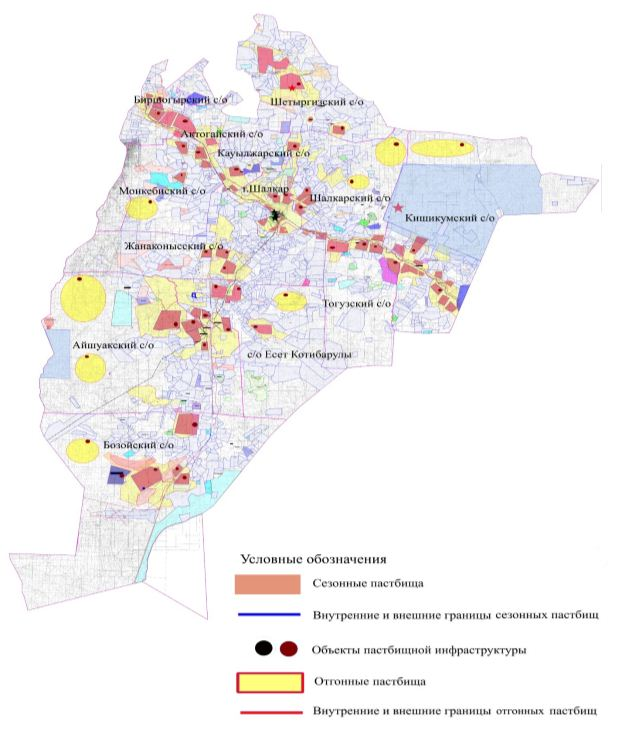 Биршогырский с/о
Шетыргизский с/о
Актогайский с/о
Кауылжарский с/о
Монкебиский с/о
г.Шалкар
Шалкарский с/о
Кишикумский с/о
Жанаконысский с/о
Тогузский с/о
Айшуакский с/о
с/о Есет Котибарулы
Бозойский с/о
Условные обозначения
Сезонные пастбища
Внутренние и внешние границы сезонных пастбищ
Объекты пастбищной инфраструктуры
Отгонные пастбища
Внутренние и внешние границы отгонных пастбищ